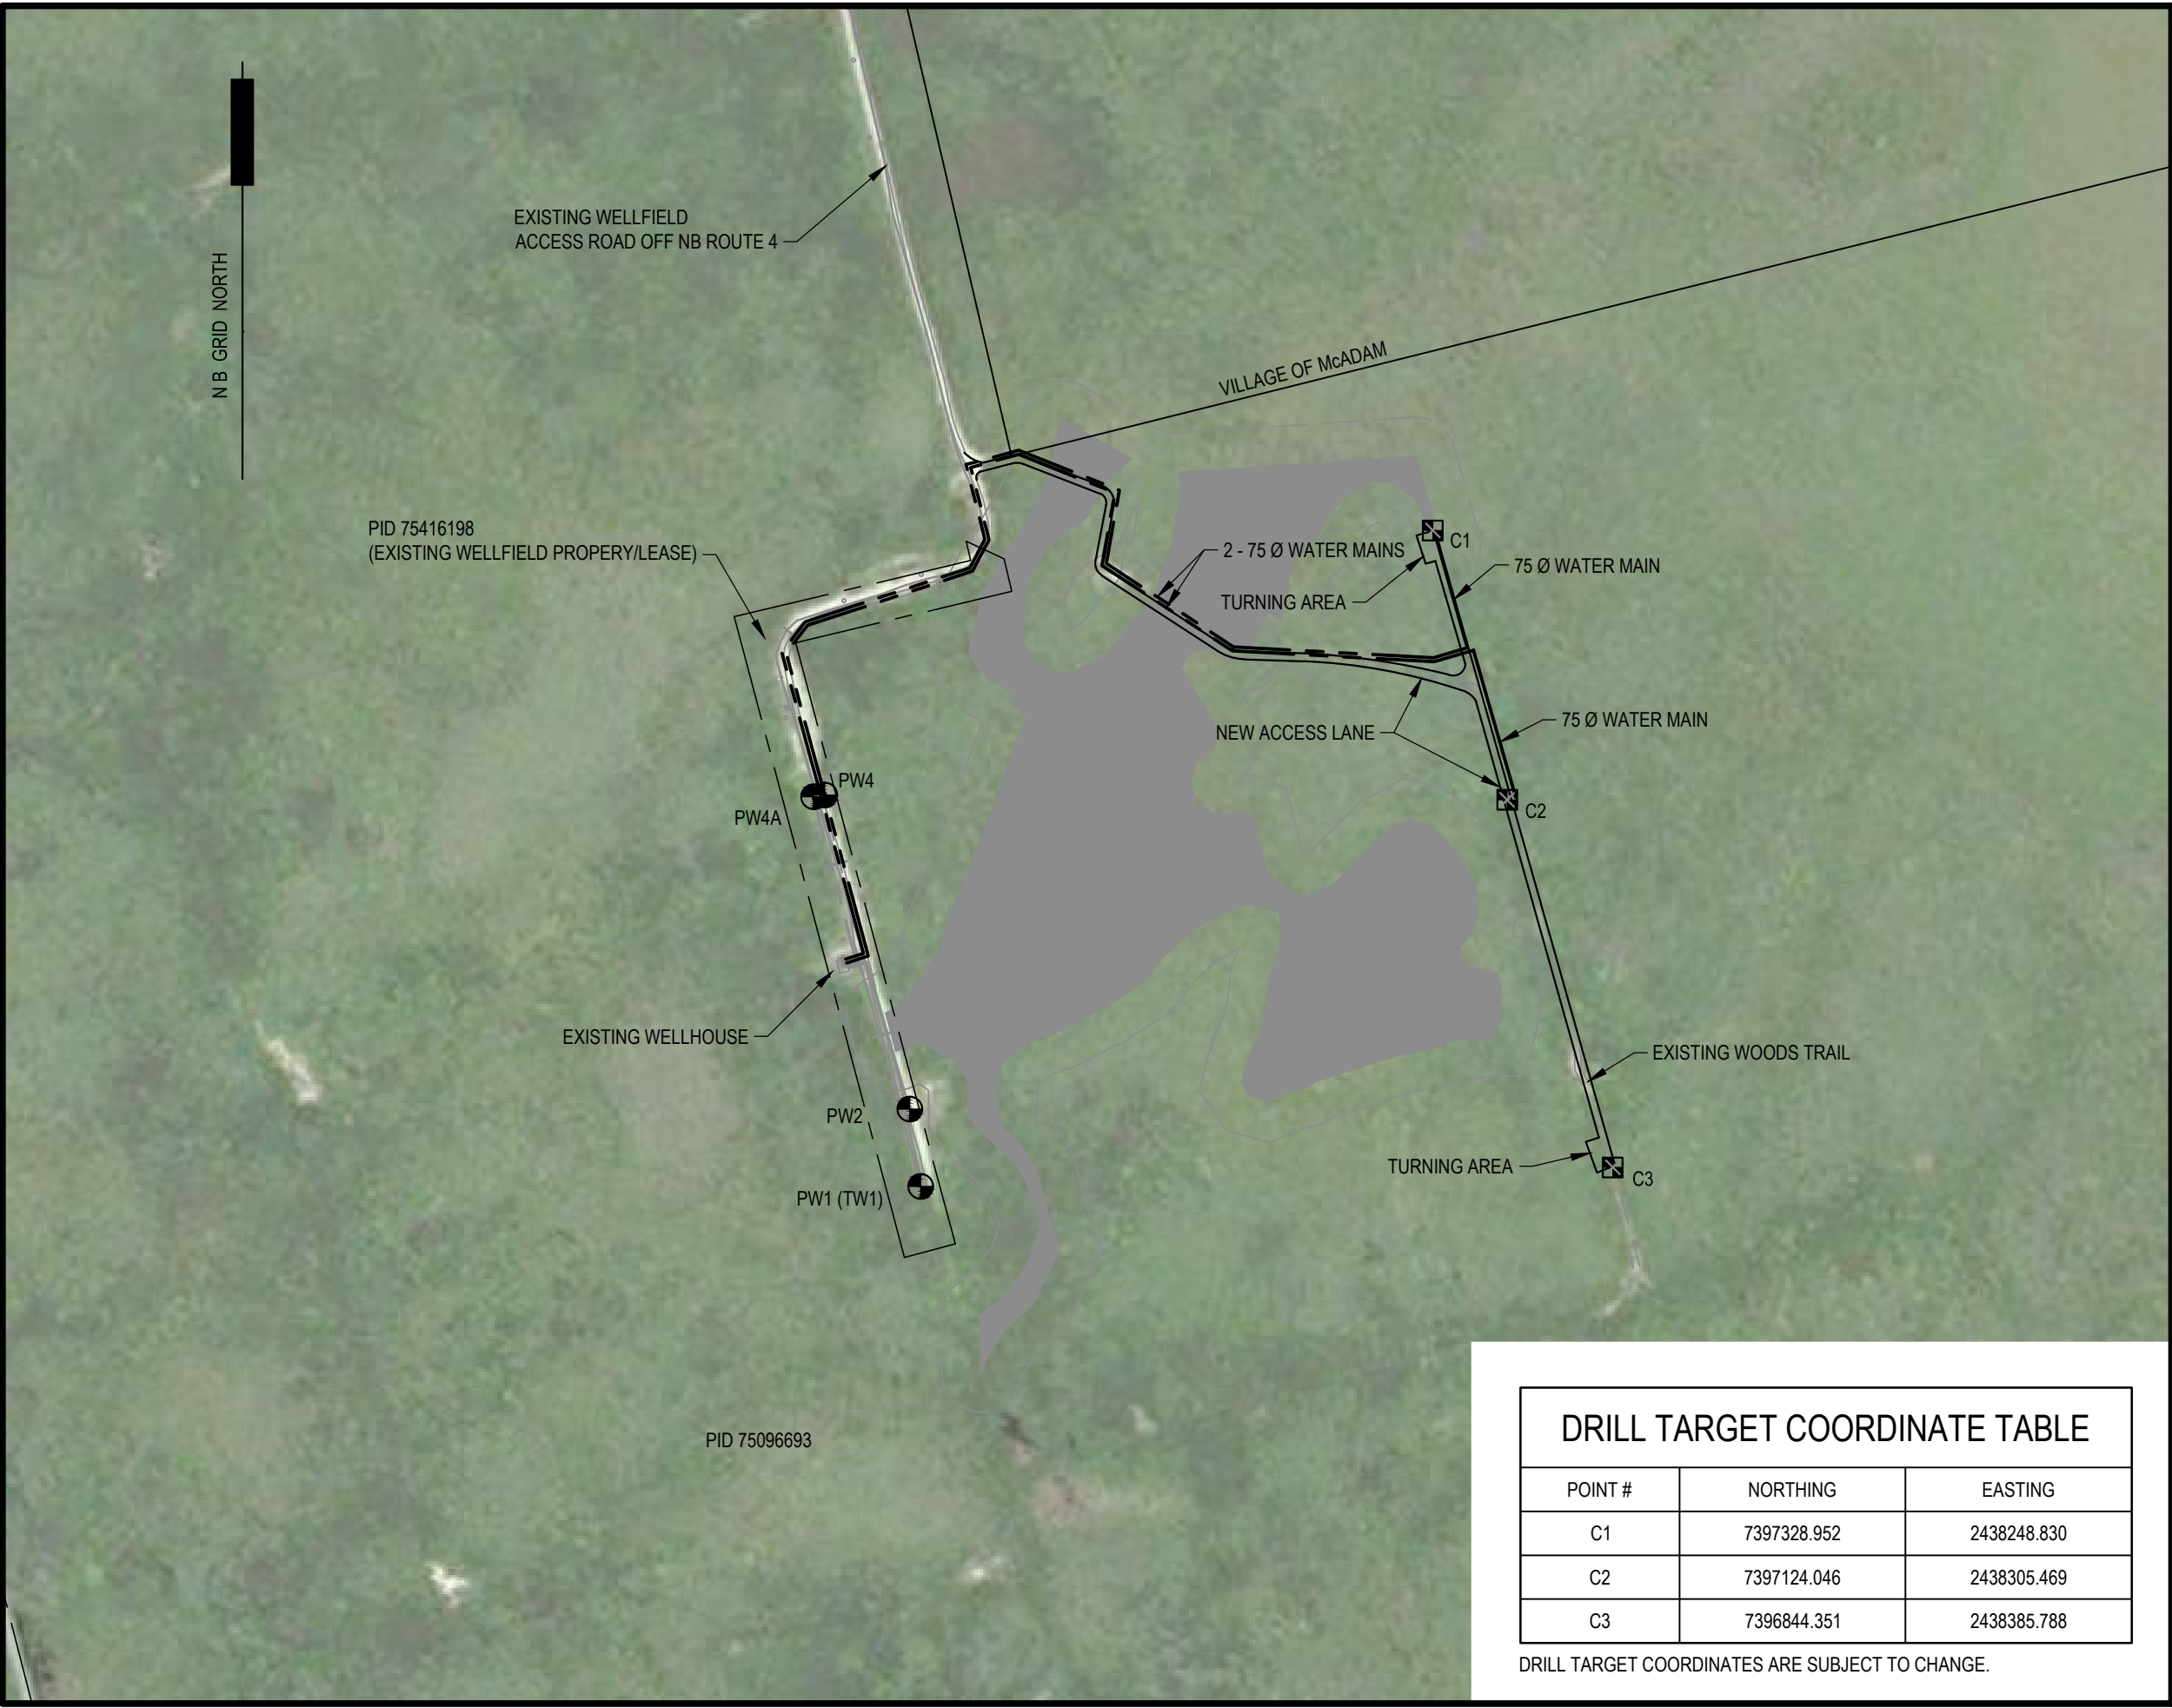 EXISTING WELLFIELD
ACCESS ROAD OFF NB ROUTE 4
N B GRID NORTH
VILLAGE OF McADAM
PID 75416198
(EXISTING WELLFIELD PROPERY/LEASE)
2 - 75 Ø WATER MAINS
C1
75 Ø WATER MAIN
TURNING AREA
75 Ø WATER MAIN
NEW ACCESS LANE
PW4
PW4A
C2
EXISTING WELLHOUSE
EXISTING WOODS TRAIL
PW2
TURNING AREA
C3
PW1 (TW1)
PID 75096693
DRILL TARGET COORDINATE TABLE
POINT # NORTHING EASTING
C1 7397328.952 2438248.830
C2 7397124.046 2438305.469
C3 7396844.351 2438385.788
DRILL TARGET COORDINATES ARE SUBJECT TO CHANGE.